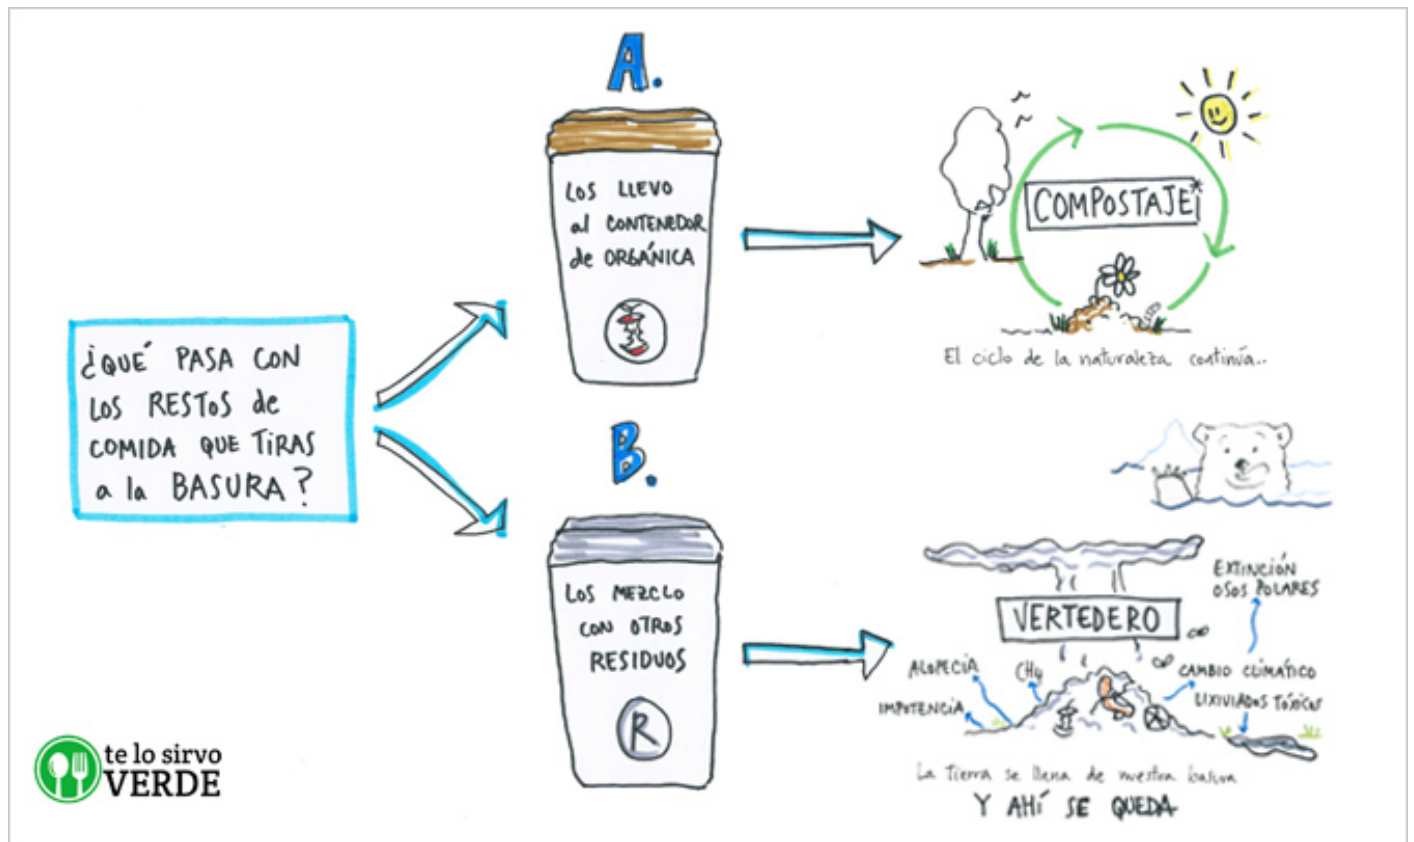 ¿QUÉ PASA CON
LOS RESTOS de
COMIDA QUE TIRAS
a la BASURA?
A.
LOS LLEVO
al CONTENEDOR
de ORGÁNICA
COMPOSTAJE*
El ciclo de la naturaleza continúa..
B.
LOS MEZCLO
CON OTROS
RESIDUOS
R
VERTEDERO
EXTINCIÓN
OSOS POLARES
ALOPECIA
CH4
CAMBIO CLIMÁTICO
IMPOTENCIA
LIXIVIADOS TÓXICOS
La Tierra se llena de nuestra basura
Y AHÍ SE QUEDA
te lo sirvo
VERDE